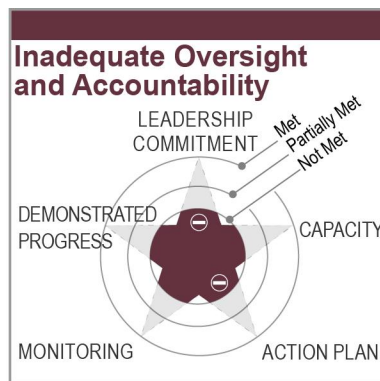 Inadequate Oversight
and Accountability
LEADERSHIP
COMMITMENT
Met
Partially Met
Not Met
DEMONSTRATED
PROGRESS
CAPACITY
MONITORING
ACTION PLAN